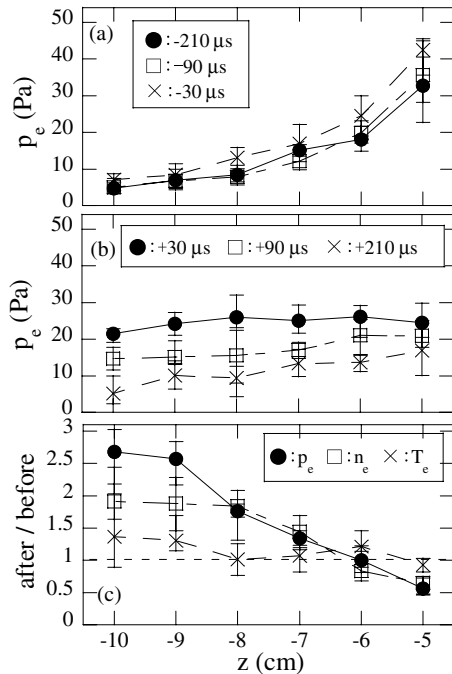 (a)
●:-210 μs
□:−90 μs
×:-30 μs
p_e (Pa)
50
40
30
20
10
0
(b)
●:+30 μs □:+90 μs ×:+210 μs
p_e (Pa)
50
40
30
20
10
0
●:p_e □:n_e ×:T_e
after / before
3
2.5
2
1.5
1
0.5
0
(c)
-10 -9 -8 -7 -6 -5
z (cm)